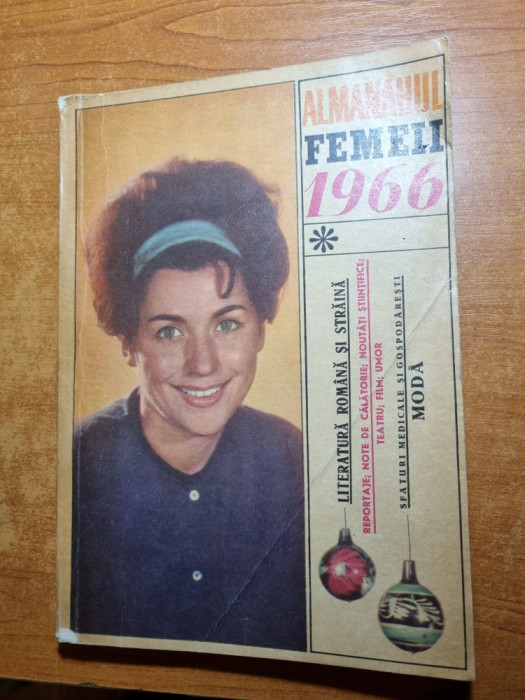 ALMANAHUL
FEMEII
1966
*
LITERATURĂ ROMÂNĂ ȘI STRĂINĂ
REPORTAJE; NOTE DE CĂLĂTORIE; NOUTĂȚI ȘTIINȚIFICE;
TEATRU; FILM; UMOR
SFATURI MEDICALE ȘI GOSPODĂREȘTI
MODĂ